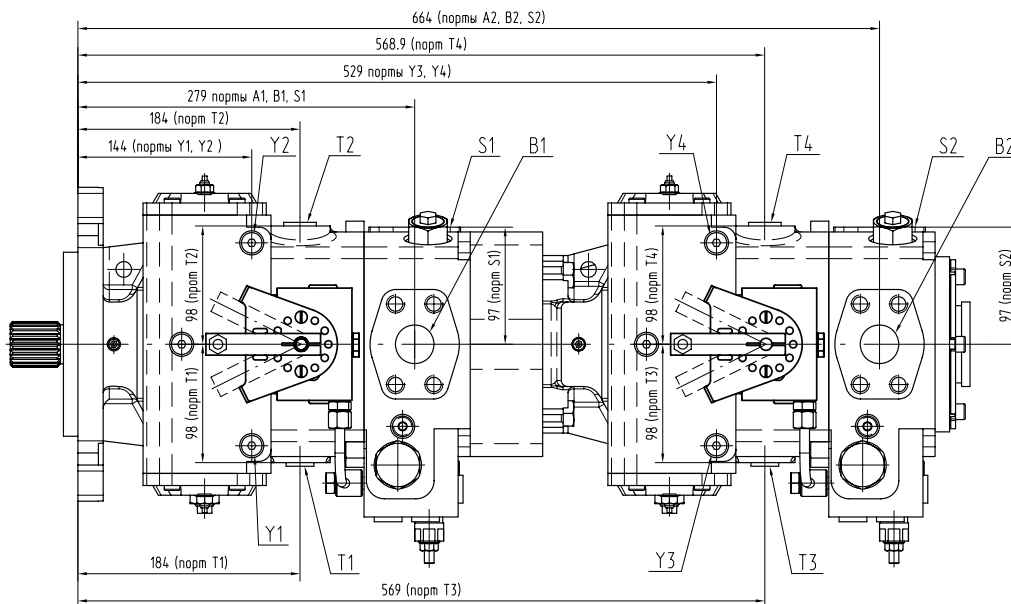 664 (порты A2, B2, S2)
568.9 (порт T4)
529 порты Y3, Y4)
279 порты A1, B1, S1
184 (порт T2)
144 (порты Y1, Y2 )
Y2
T2
S1
B1
Y4
T4
S2
B2
98 (проm T2)
97 (порт S1)
98 (порт T4)
97 (порт S2)
98 (порт T1)
98 (проm T3)
Y1
T1
Y3
T3
184 (порт T1)
569 (порт T3)